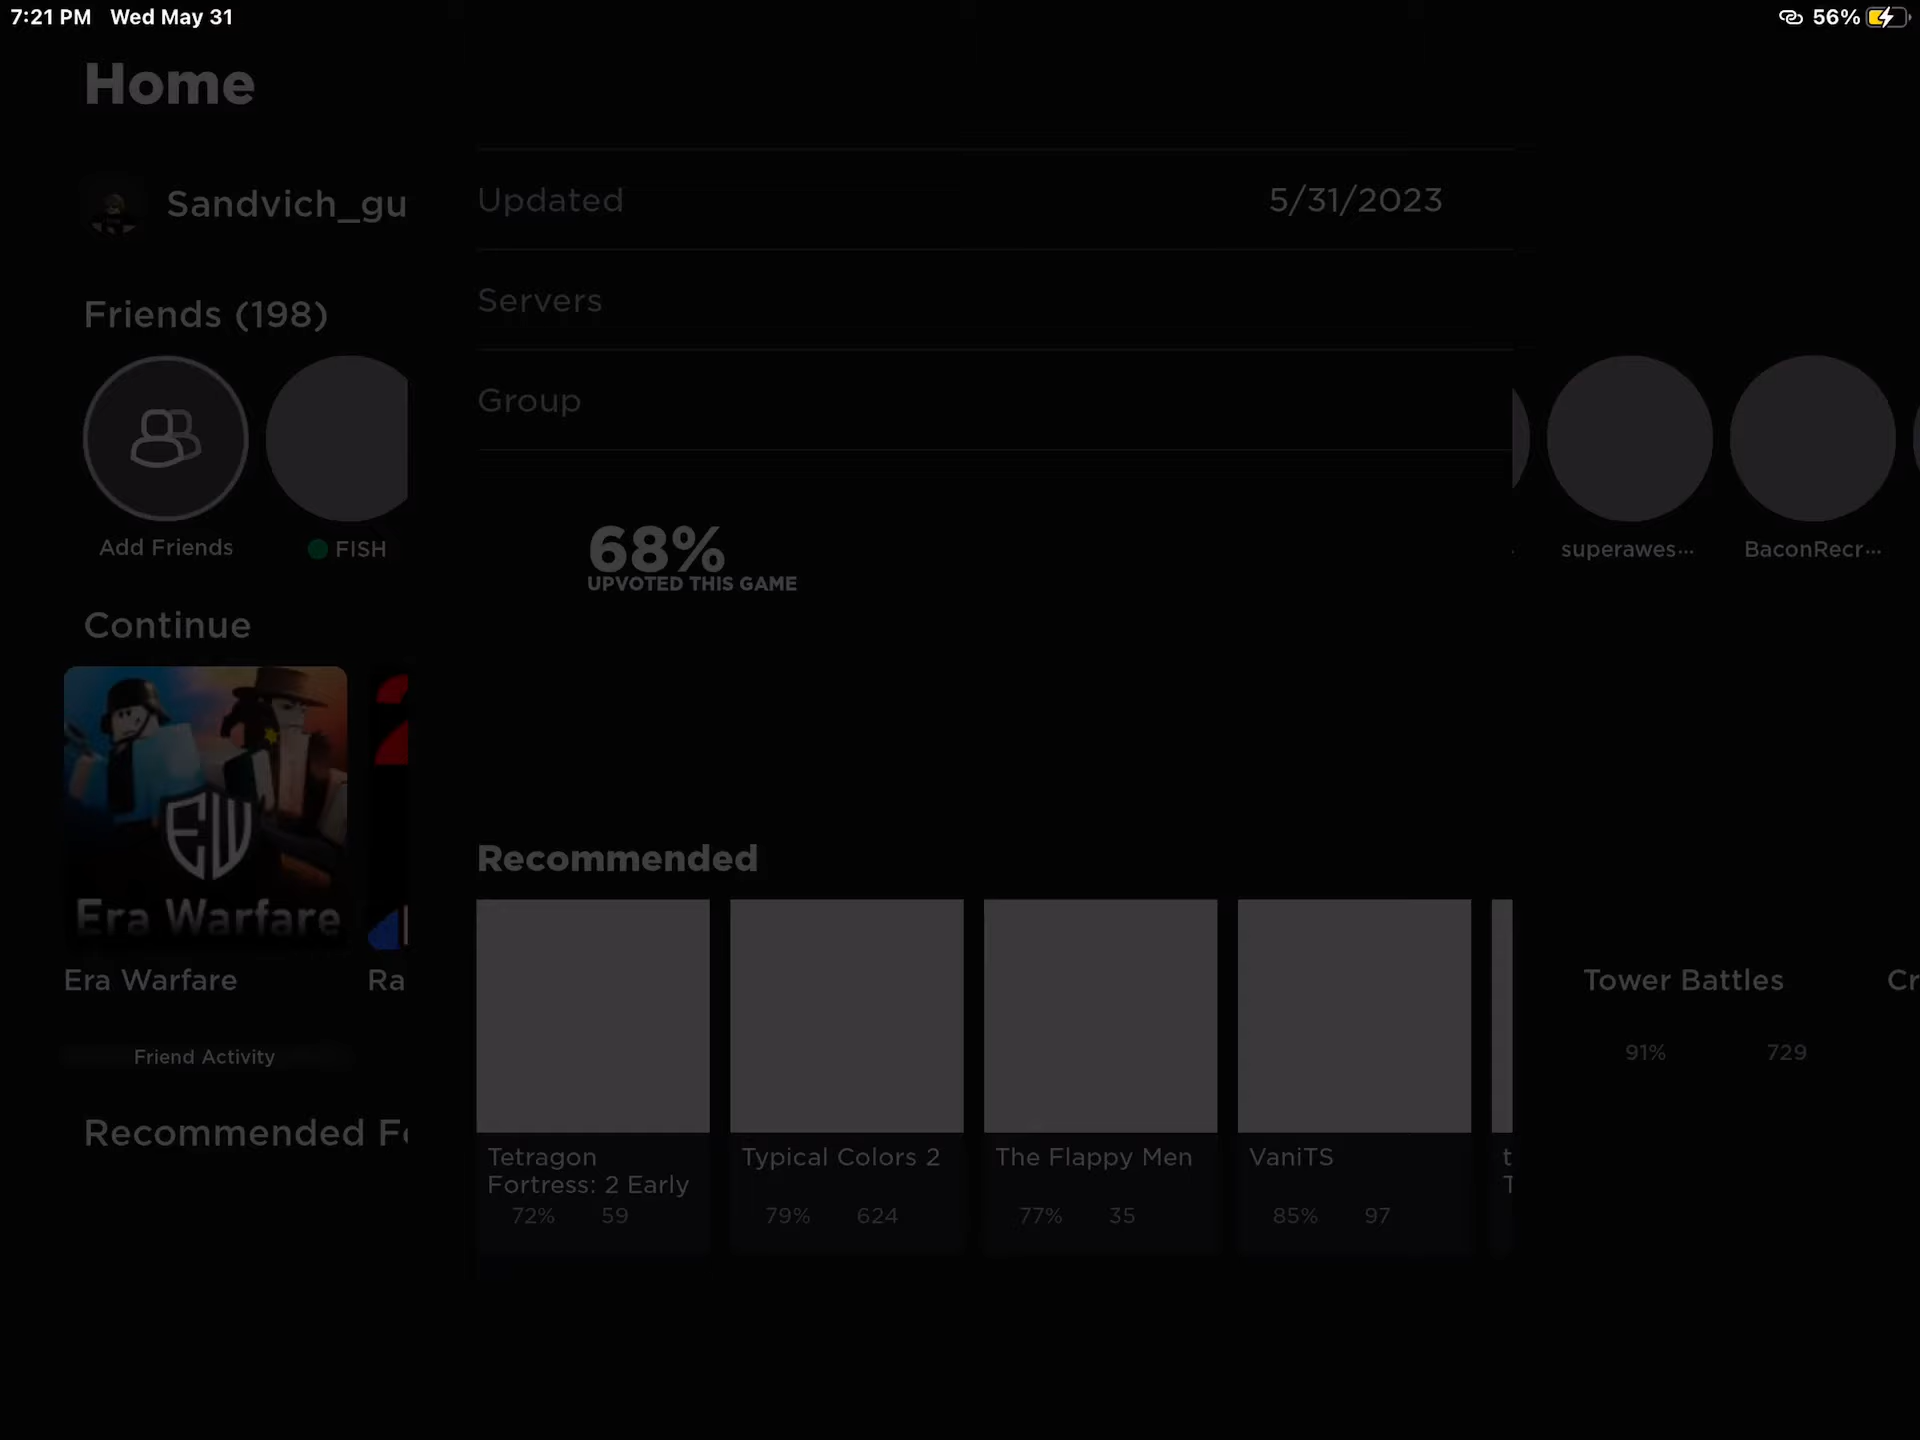 7:21 PM Wed May 31
56%
Home
Sandvich_gu
Friends (198)
Add Friends
FISH
Continue
EW
Era Warfare
Era Warfare
Ra
Friend Activity
Recommended Fo
Updated 5/31/2023
Servers
Group
68%
UPVOTED THIS GAME
Recommended
Tetragon
Fortress: 2 Early
72% 59
Typical Colors 2
79% 624
The Flappy Men
77% 35
VaniTS
85% 97
t
T
superawes...
BaconRecr...
Tower Battles
91% 729
Cr